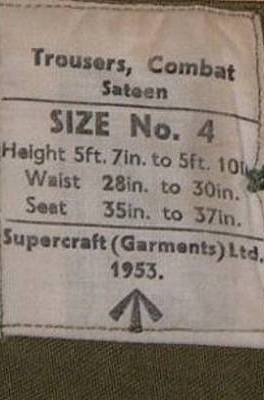 Trousers, Combat
Sateen
SIZE No. 4
Height 5ft. 7in. to 5ft. 10in.
Waist 28in. to 30in.
Seat 35in. to 37in.
Supercraft (Garments) Ltd.
1953.